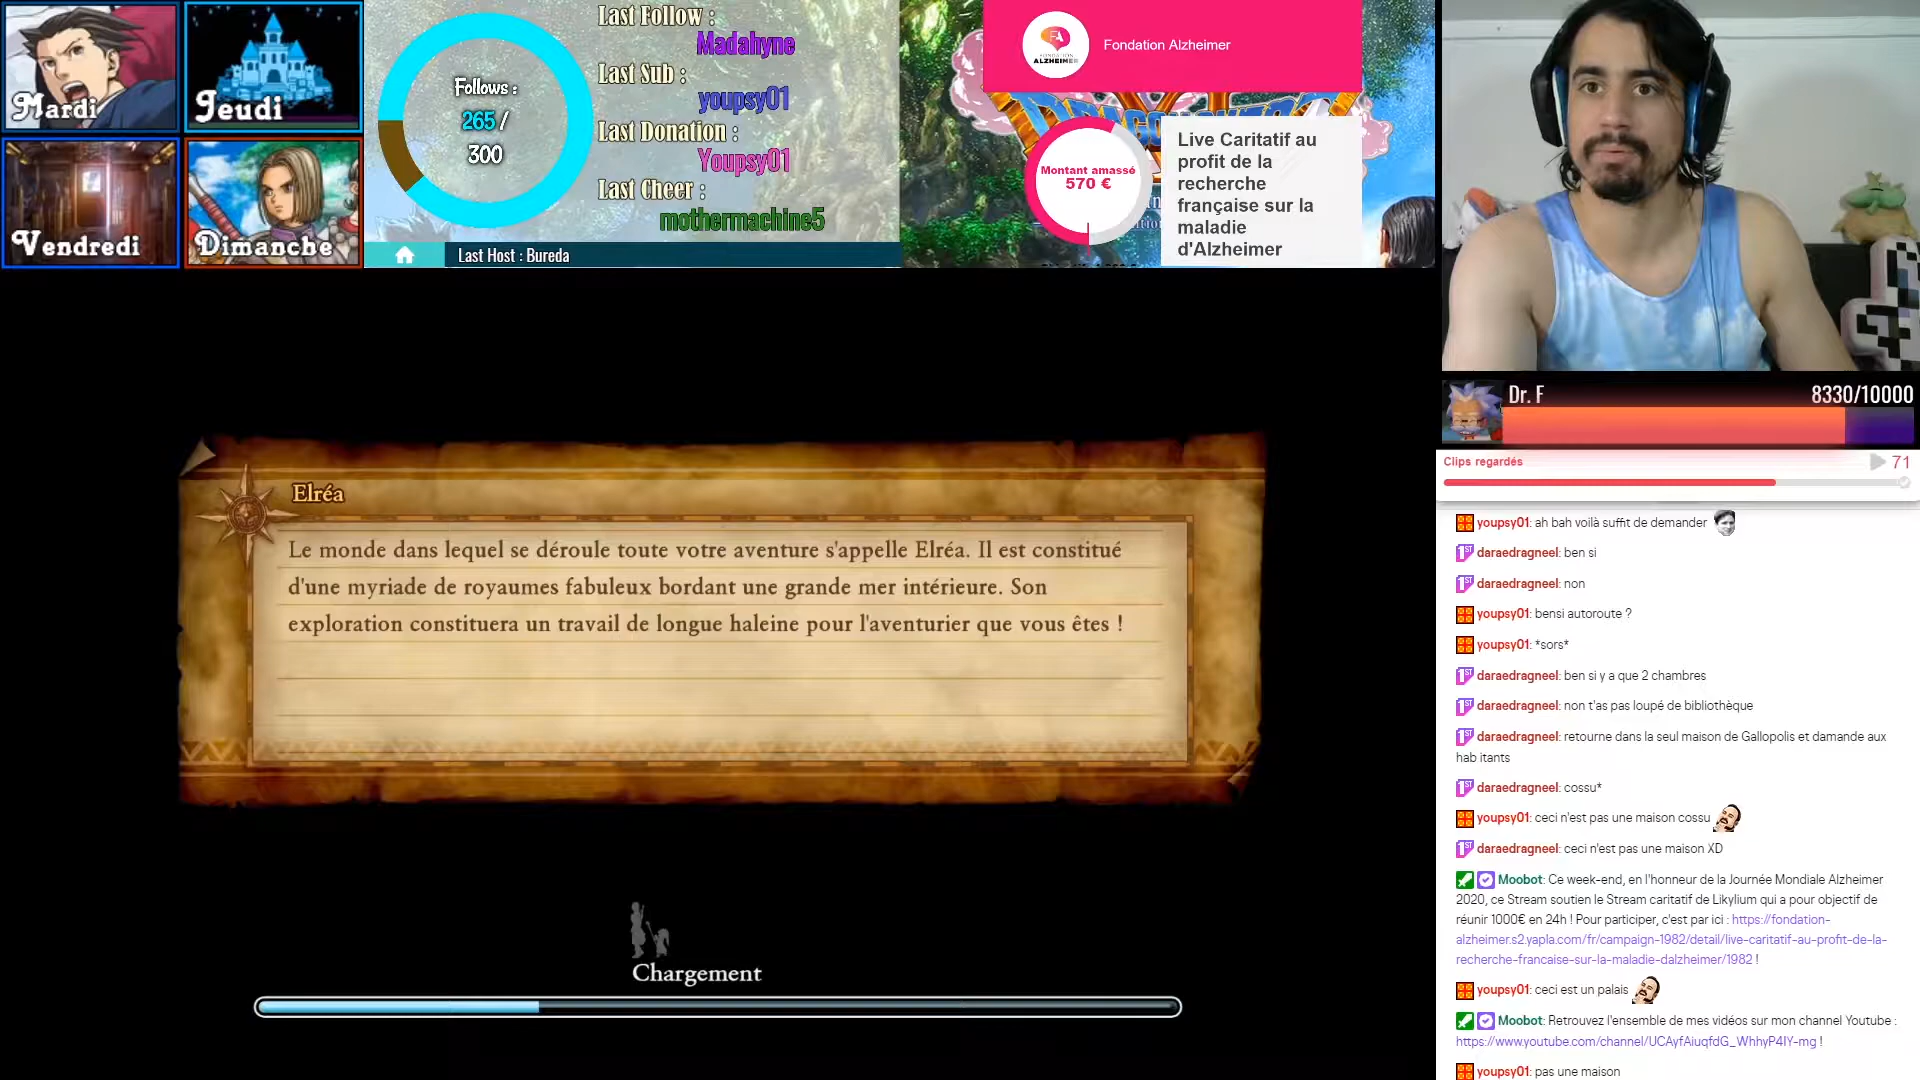 Mardi
Jeudi
Vendredi
Dimanche
Follows :
265 /
300
Last Follow :
Madahyne
Last Sub :
youpsy01
Last Donation :
Youpsy01
Last Cheer :
mothermachine5
Last Host : Bureda
FONDATION
ALZHEIMER
Fondation Alzheimer
Montant amassé
570 €
Live Caritatif au
profit de la
recherche
française sur la
maladie
d'Alzheimer
Dr. F
8330/10000
Clips regardés
71
Elréa
Le monde dans lequel se déroule toute votre aventure s'appelle Elréa. Il est constitué
d'une myriade de royaumes fabuleux bordant une grande mer intérieure. Son
exploration constituera un travail de longue haleine pour l'aventurier que vous êtes !
Chargement
youpsy01: ah bah voilà suffit de demander
daraedragneel: ben si
daraedragneel: non
youpsy01: bensi autoroute ?
youpsy01: *sors*
daraedragneel: ben si y a que 2 chambres
daraedragneel: non t'as pas loupé de bibliothèque
daraedragneel: retourne dans la seul maison de Gallopolis et damande aux
hab itants
daraedragneel: cossu*
youpsy01: ceci n'est pas une maison cossu
daraedragneel: ceci n'est pas une maison XD
Moobot: Ce week-end, en l'honneur de la Journée Mondiale Alzheimer
2020, ce Stream soutien le Stream caritatif de Likylium qui a pour objectif de
réunir 1000€ en 24h ! Pour participer, c'est par ici : https://fondation-
alzheimer.s2.yapla.com/fr/campaign-1982/detail/live-caritatif-au-profit-de-la-
recherche-francaise-sur-la-maladie-dalzheimer/1982 !
youpsy01: ceci est un palais
Moobot: Retrouvez l'ensemble de mes vidéos sur mon channel Youtube :
https://www.youtube.com/channel/UCAyfAiuqfdG_WhhyP4IY-mg !
youpsy01: pas une maison